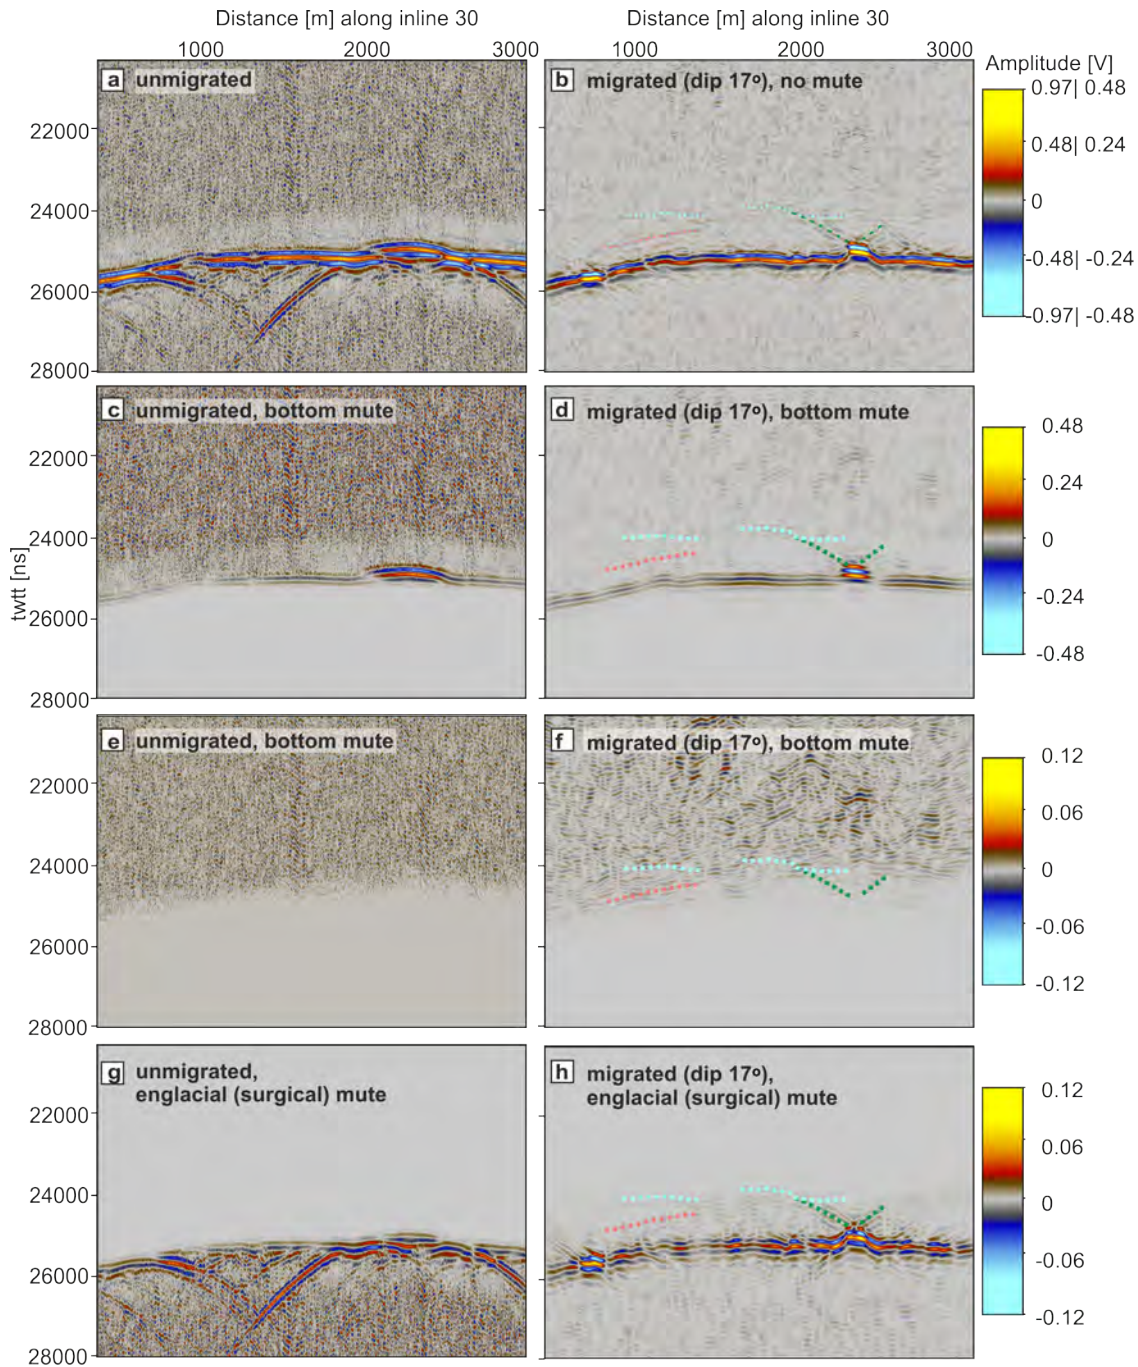 Distance [m] along inline 30 Distance [m] along inline 30
1000 2000 3000 1000 2000 3000
Amplitude [V]
a unmigrated
b migrated (dip 17º), no mute
0.97| 0.48
0.48| 0.24
0
-0.48| -0.24
-0.97| -0.48
22000
24000
26000
28000
c unmigrated, bottom mute
d migrated (dip 17º), bottom mute
0.48
0.24
0
-0.24
-0.48
22000
24000
26000
28000
twtt [ns]
e unmigrated, bottom mute
f migrated (dip 17º), bottom mute
0.12
0.06
0
-0.06
-0.12
22000
24000
26000
28000
g unmigrated,
englacial (surgical) mute
h migrated (dip 17º),
englacial (surgical) mute
0.12
0.06
0
-0.06
-0.12
22000
24000
26000
28000